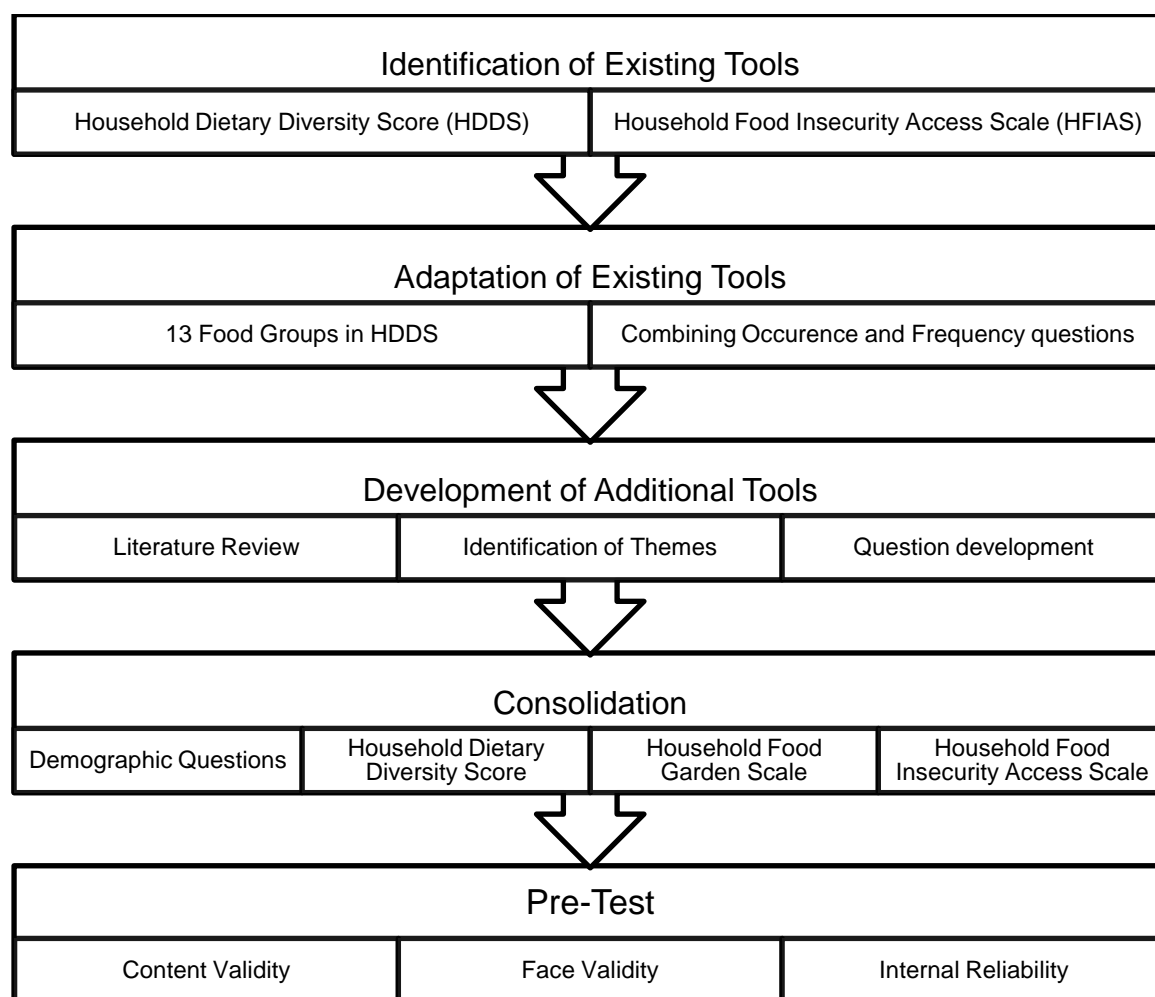 Identification of Existing Tools
Household Dietary Diversity Score (HDDS)
Household Food Insecurity Access Scale (HFIAS)
Adaptation of Existing Tools
13 Food Groups in HDDS
Combining Occurence and Frequency questions
Development of Additional Tools
Literature Review
Identification of Themes
Question development
Consolidation
Demographic Questions
Household Dietary
Diversity Score
Household Food
Garden Scale
Household Food
Insecurity Access Scale
Pre-Test
Content Validity
Face Validity
Internal Reliability